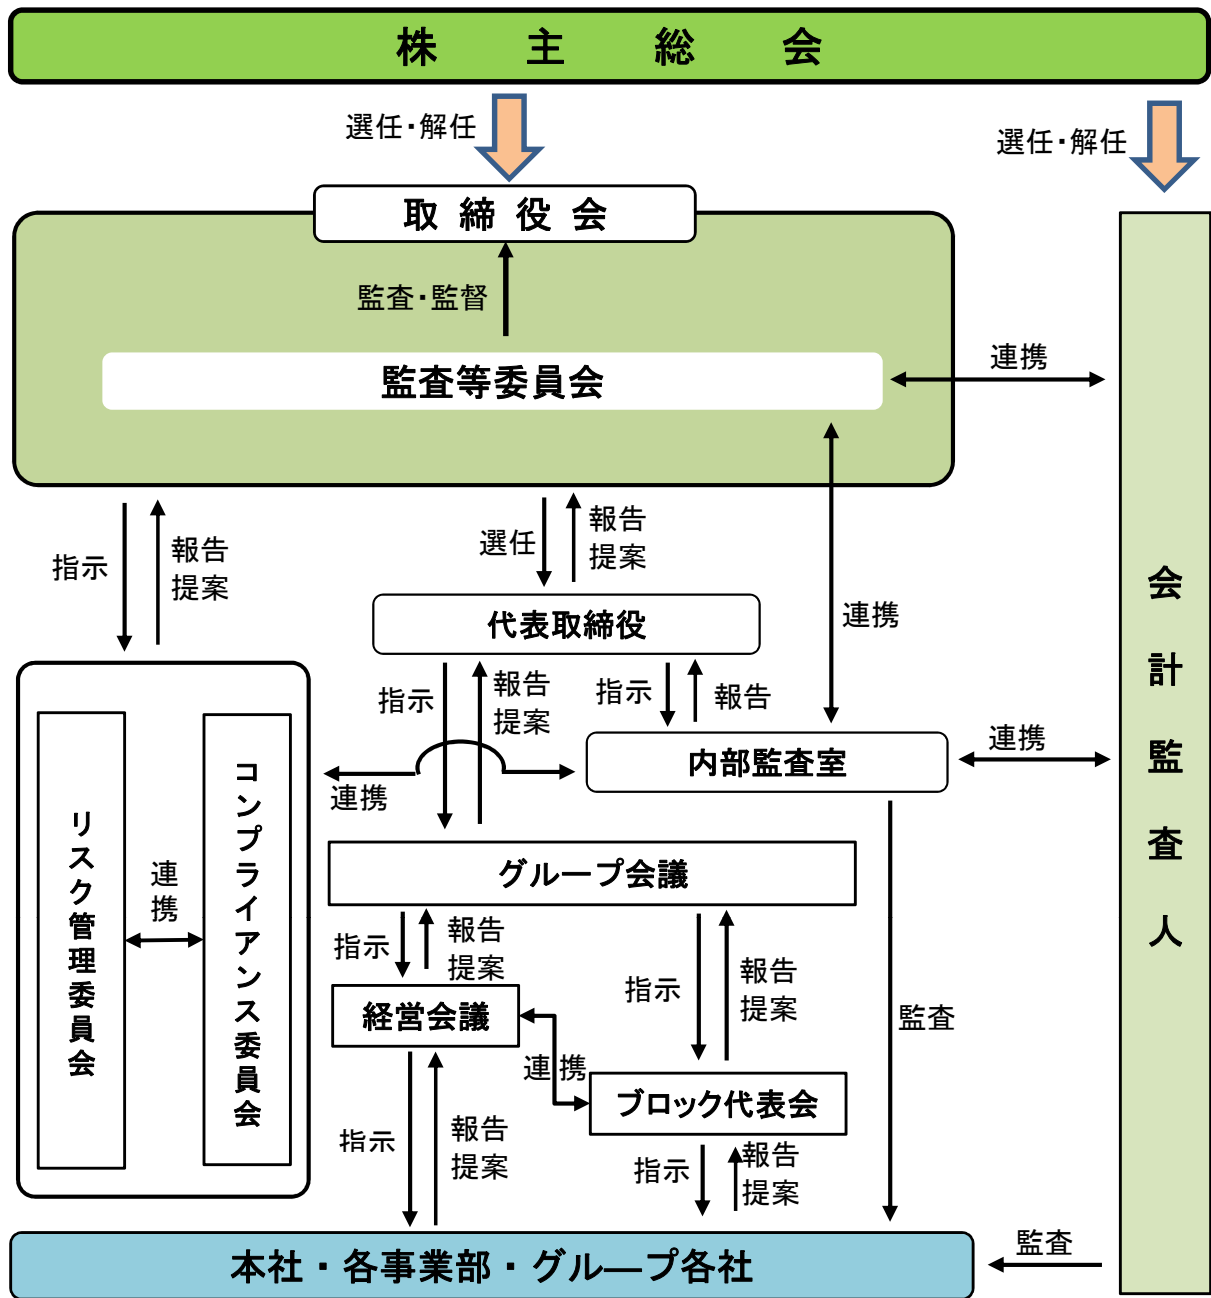 株主総会
選任・解任
選任・解任
取締役会
監査・監督
監査等委員会
連携
指示
報告
提案
選任
報告
提案
連携
代表取締役
指示
報告
提案
指示
報告
内部監査室
連携
連携
リスク管理委員会
連携
コンプライアンス委員会
グループ会議
指示
報告
提案
指示
報告
提案
経営会議
連携
ブロック代表会
監査
指示
報告
提案
指示
報告
提案
会計監査人
監査
本社・各事業部・グループ各社